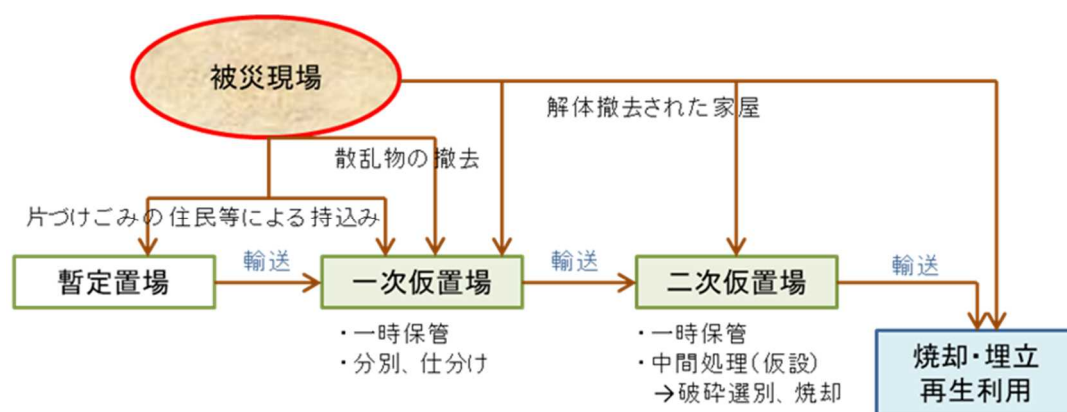 被災現場
解体撤去された家屋
散乱物の撤去
片づけごみの住民等による持込み
暫定置場
輸送
一次仮置場
輸送
二次仮置場
輸送
・一時保管
・分別、仕分け
・一時保管
・中間処理(仮設)
→破砕選別、焼却
焼却・埋立
再生利用